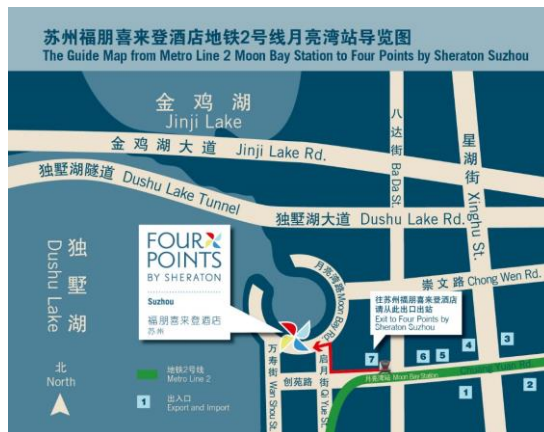 苏州福朋喜来登酒店地铁2号线月亮湾站导览图
The Guide Map from Metro Line 2 Moon Bay Station to Four Points by Sheraton Suzhou
金鸡湖
Jinji Lake
金鸡湖大道 Jinji Lake Rd.
八达街 Ba Da St.
星湖街 Xinghu St.
独墅湖隧道 Dushu Lake Tunnel
独墅湖大道 Dushu Lake Rd.
独墅湖
Dushu Lake
FOUR
POINTS
BY SHERATON
Suzhou
福朋喜来登酒店
苏州
月亮湾路 Moon Bay Rd.
崇文路 Chong Wen Rd.
往苏州福朋喜来登酒店
请从此出口出站
Exit to Four Points by
Sheraton Suzhou
7
6
5
4
3
1
2
月亮湾站 Moon Bay Station
Chuang Yuan Rd.
万寿街 Wan Shou St.
创苑路
启月街 Qi Yue St.
北
North
地铁2号线
Metro Line 2
1
出入口
Export and Import